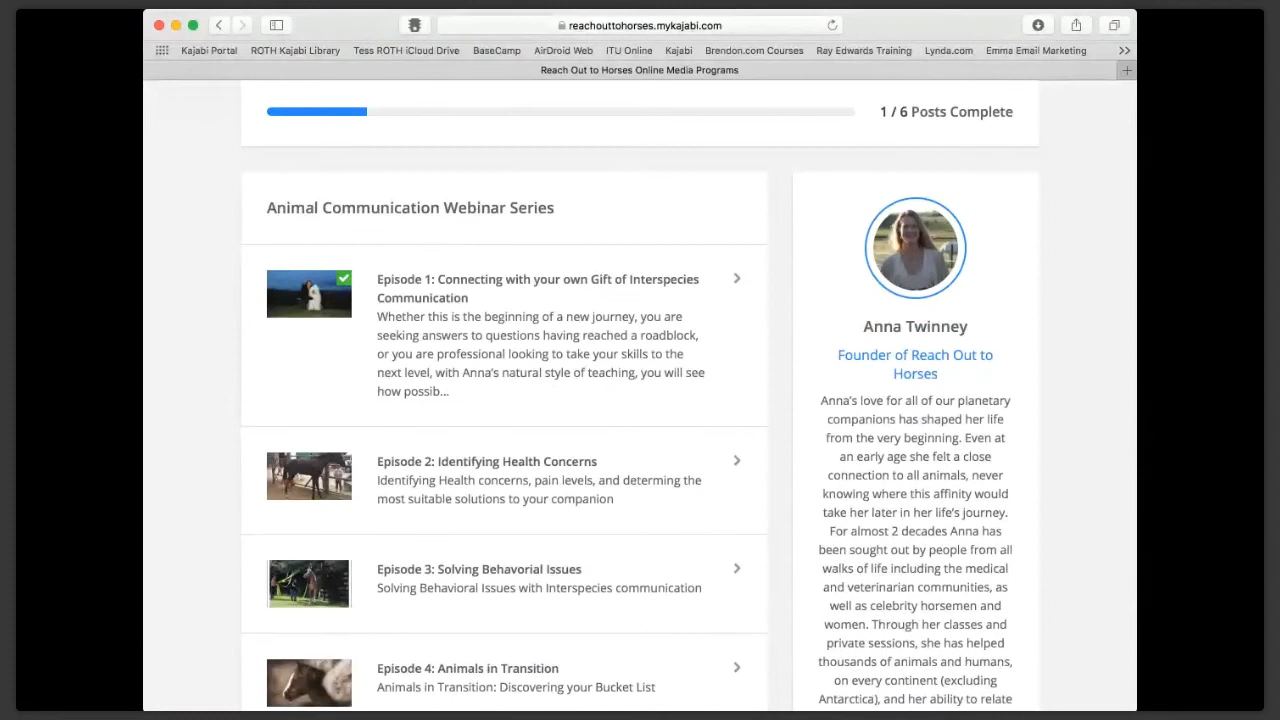 reachouttohorses.mykajabi.com
Kajabi Portal ROTH Kajabi Library Tess ROTH iCloud Drive BaseCamp AirDroid Web ITU Online Kajabi Brendon.com Courses Ray Edwards Training Lynda.com Emma Email Marketing
Reach Out to Horses Online Media Programs
1 / 6 Posts Complete
Animal Communication Webinar Series
Episode 1: Connecting with your own Gift of Interspecies
Communication
Whether this is the beginning of a new journey, you are
seeking answers to questions having reached a roadblock,
or you are professional looking to take your skills to the
next level, with Anna's natural style of teaching, you will see
how possib...
Episode 2: Identifying Health Concerns
Identifying Health concerns, pain levels, and determing the
most suitable solutions to your companion
Episode 3: Solving Behavorial Issues
Solving Behavioral Issues with Interspecies communication
Episode 4: Animals in Transition
Animals in Transition: Discovering your Bucket List
Anna Twinney
Founder of Reach Out to
Horses
Anna's love for all of our planetary
companions has shaped her life
from the very beginning. Even at
an early age she felt a close
connection to all animals, never
knowing where this affinity would
take her later in her life's journey.
For almost 2 decades Anna has
been sought out by people from all
walks of life including the medical
and veterinarian communities, as
well as celebrity horsemen and
women. Through her classes and
private sessions, she has helped
thousands of animals and humans,
on every continent (excluding
Antarctica), and her ability to relate